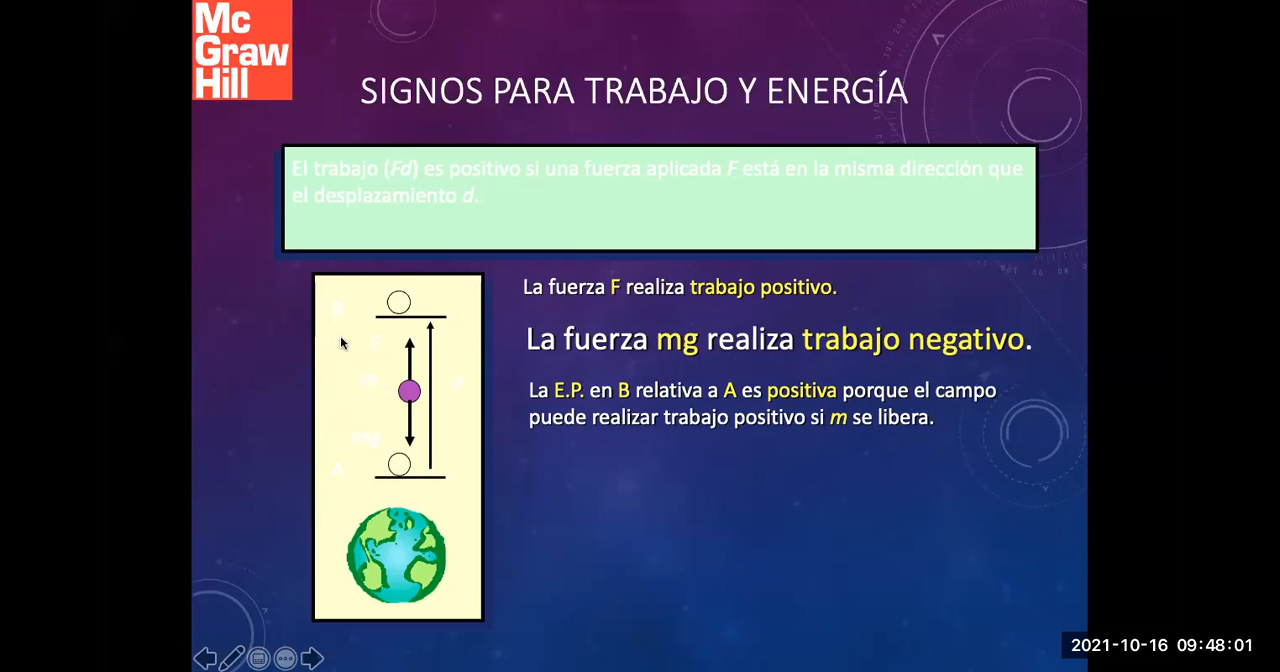 Mc
Graw
Hill
SIGNOS PARA TRABAJO Y ENERGÍA
El trabajo (Fd) es positivo si una fuerza aplicada F está en la misma dirección que
el desplazamiento d.
La fuerza F realiza trabajo positivo.
La fuerza mg realiza trabajo negativo.
La E.P. en B relativa a A es positiva porque el campo
puede realizar trabajo positivo si m se libera.
B
F
m
d
mg
A
2021-10-16 09:48:01